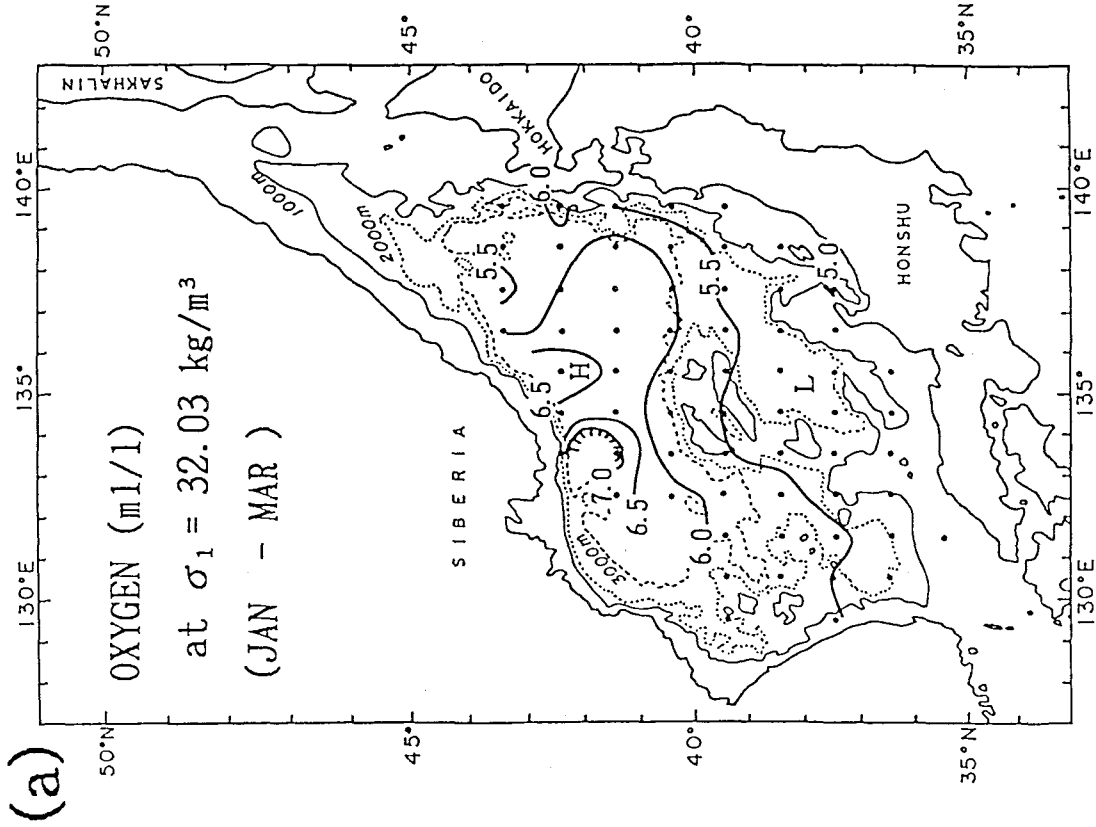 (a)
OXYGEN (ml/l)
at σ₁ = 32.03 kg/m³
(JAN - MAR)
130°E
135°
140°E
50°N
45°
40°
35°N
50°N
45°
40°
35°N
130°E
135°
140°E
SAKHALIN
HOKKAIDO
HONSHU
SIBERIA
1000m
2000m
3000m
5.5
6.0
6.5
H
7.0
6.5
6.0
5.5
5.0
L